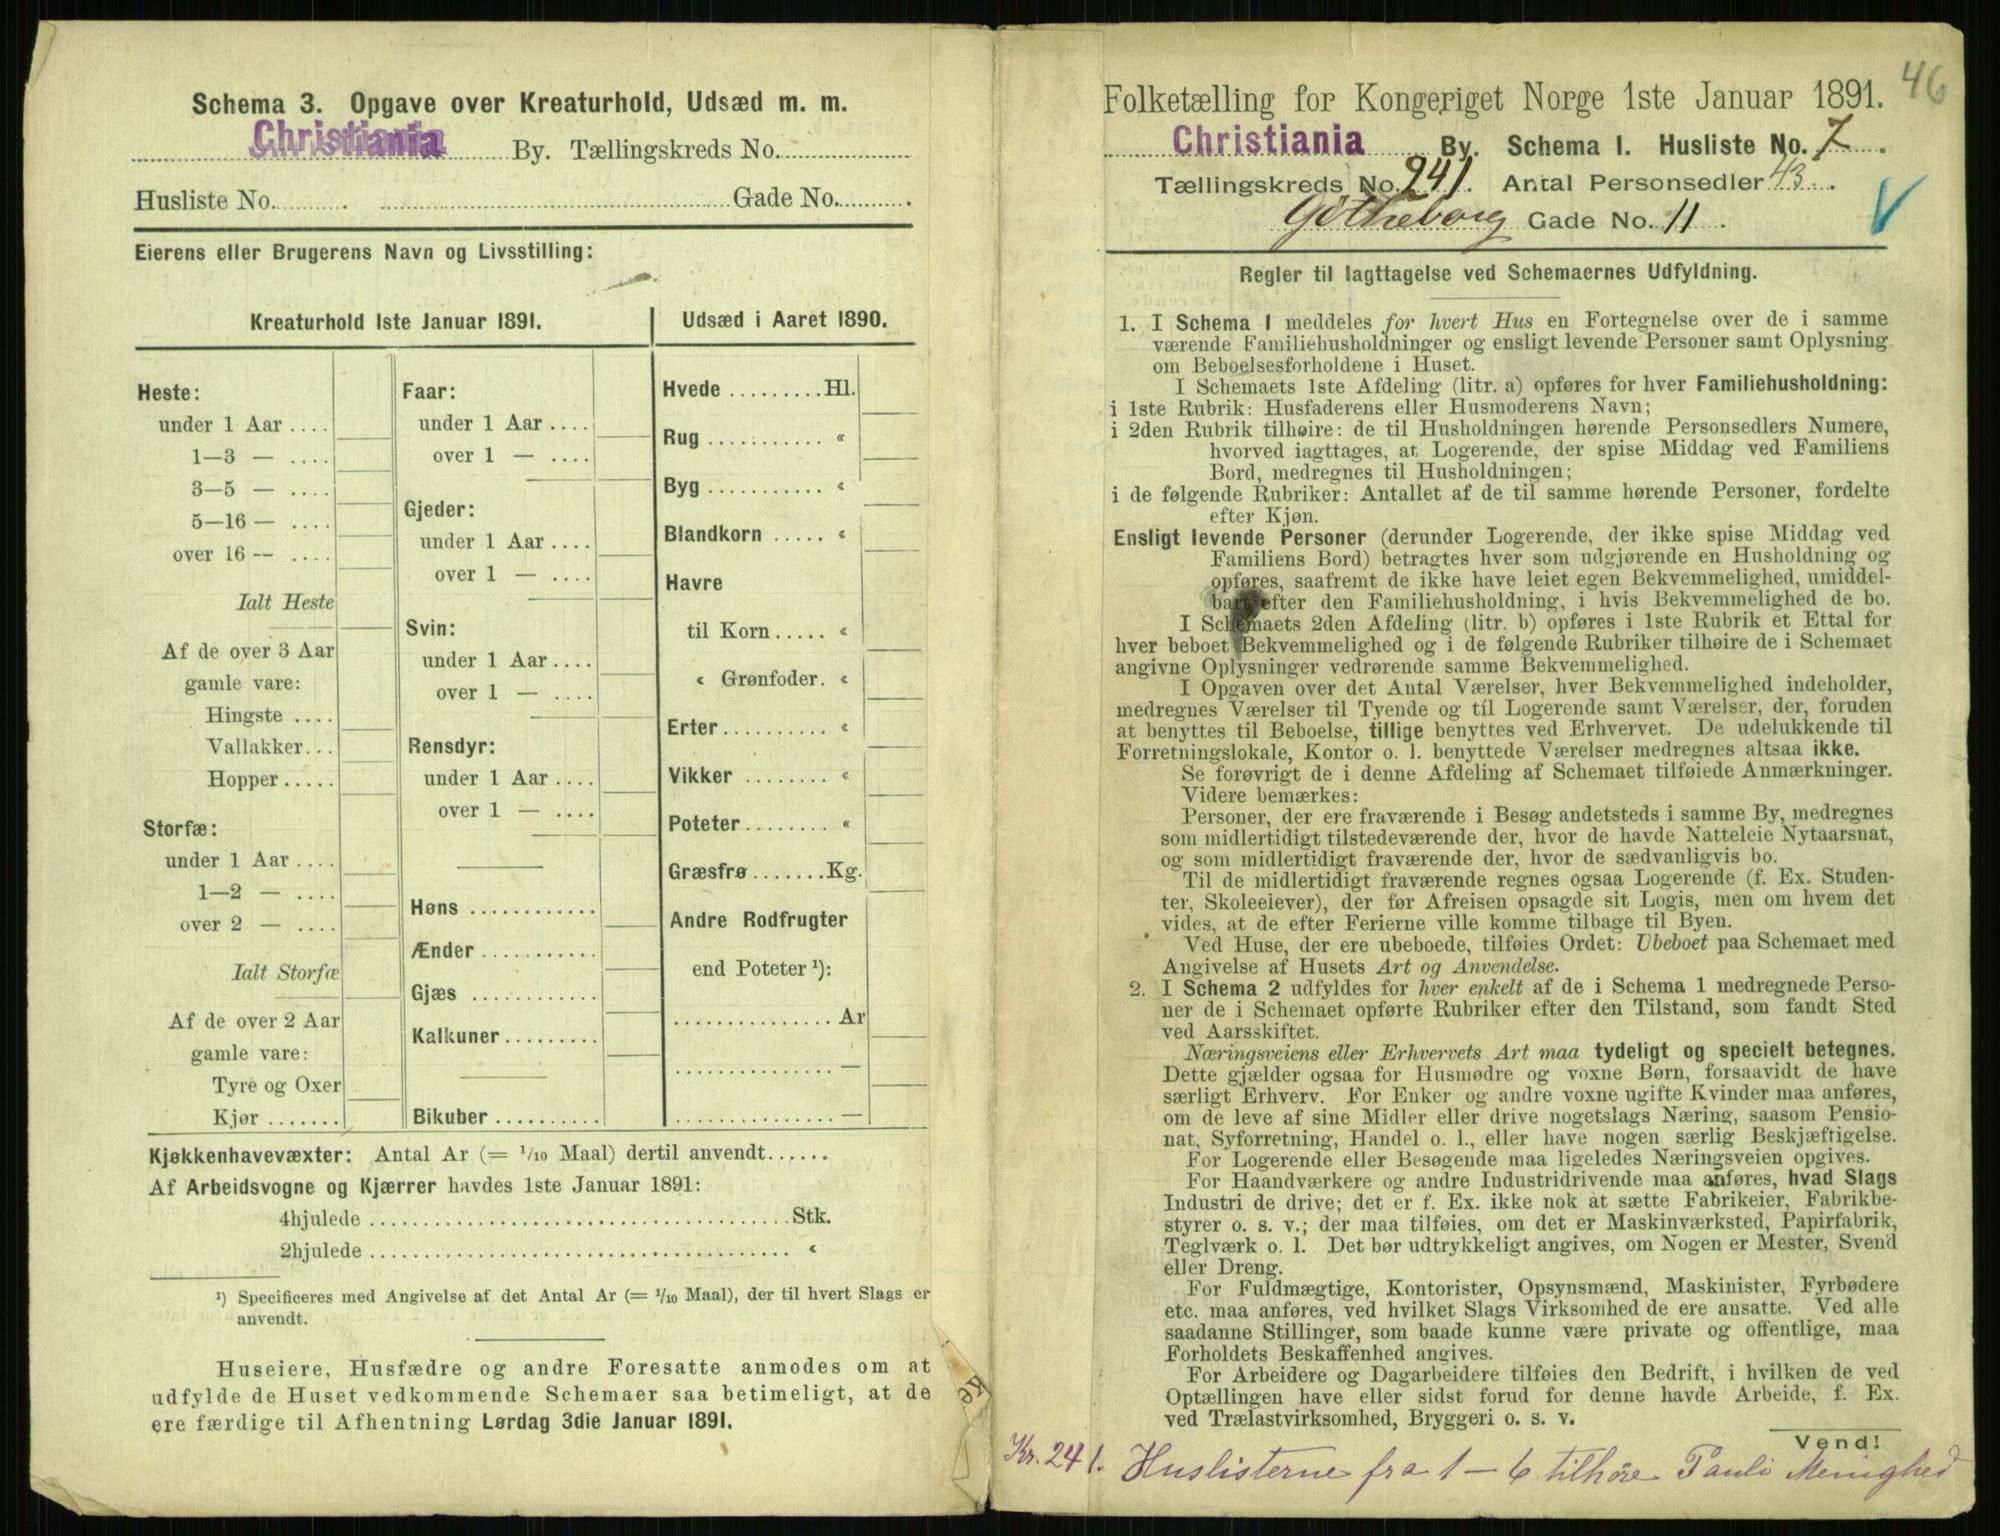 Schema 3. Opgave over Kreaturhold, Udsæd m. m.
Christiania By. Tællingskreds No.
Husliste No. Gade No.
Eierens eller Brugerens Navn og Livsstilling:
Kreaturhold 1ste Januar 1891.
Heste:
under 1 Aar ....
1—3 — ....
3—5 — ....
5—16 — ....
over 16 — ....
Ialt Heste
Af de over 3 Aar
gamle vare:
Hingste ....
Vallakker...
Hopper.....
Storfæ:
under 1 Aar ....
1—2 — ....
over 2 — ....
Ialt Storfæ
Af de over 2 Aar
gamle vare:
Tyre og Oxer
Kjør .......
Faar:
under 1 Aar ....
over 1 — ....
Gjeder:
under 1 Aar ....
over 1 — ....
Svin:
under 1 Aar ....
over 1 — ....
Rensdyr:
under 1 Aar ....
over 1 — ....
Høns ............
Ænder ...........
Gjæs ............
Kalkuner.........
Bikuber ..........
Udsæd i Aaret 1890.
Hvede .........Hl.
Rug ........... «
Byg ........... «
Blandkorn ..... «
Havre
til Korn..... «
« Grønfoder. «
Erter.......... «
Vikker ........ «
Poteter........ «
Græsfrø.......Kg.
Andre Rodfrugter
end Poteter ¹):
............... Ar
............... —
............... —
Kjøkkenhavevæxter: Antal Ar (= 1/10 Maal) dertil anvendt......
Af Arbeidsvogne og Kjærrer havdes 1ste Januar 1891:
4hjulede ........................................Stk.
2hjulede ........................................ «
¹) Specificeres med Angivelse af det Antal Ar (= 1/10 Maal), der til hvert Slags er
anvendt.
Huseiere, Husfædre og andre Foresatte anmodes om at
udfylde de Huset vedkommende Schemaer saa betimeligt, at de
ere færdige til Afhentning Lørdag 3die Januar 1891.
46
Folketælling for Kongeriget Norge 1ste Januar 1891.
Christiania By. Schema I. Husliste No. 7.
Tællingskreds No. 241. Antal Personsedler 43.
Gøtheborg Gade No. 11.
Regler til Iagttagelse ved Schemaernes Udfyldning.
1. I Schema 1 meddeles for hvert Hus en Fortegnelse over de i samme
værende Familiehusholdninger og ensligt levende Personer samt Oplysning
om Beboelsesforholdene i Huset.
I Schemaets 1ste Afdeling (litr. a) opføres for hver Familiehusholdning:
i 1ste Rubrik: Husfaderens eller Husmoderens Navn;
i 2den Rubrik tilhøire: de til Husholdningen hørende Personsedlers Numere,
hvorved iagttages, at Logerende, der spise Middag ved Familiens
Bord, medregnes til Husholdningen;
i de følgende Rubriker: Antallet af de til samme hørende Personer, fordelte
efter Kjøn.
Ensligt levende Personer (derunder Logerende, der ikke spise Middag ved
Familiens Bord) betragtes hver som udgjørende en Husholdning og
opføres, saafremt de ikke have leiet egen Bekvemmelighed, umiddel-
bart efter den Familiehusholdning, i hvis Bekvemmelighed de bo.
I Schemaets 2den Afdeling (litr. b) opføres i 1ste Rubrik et Ettal for
hver beboet Bekvemmelighed og i de følgende Rubriker tilhøire de i Schemaet
angivne Oplysninger vedrørende samme Bekvemmelighed.
I Opgaven over det Antal Værelser, hver Bekvemmelighed indeholder,
medregnes Værelser til Tyende og til Logerende samt Værelser, der, foruden
at benyttes til Beboelse, tillige benyttes ved Erhvervet. De udelukkende til
Forretningslokale, Kontor o. l. benyttede Værelser medregnes altsaa ikke.
Se forøvrigt de i denne Afdeling af Schemaet tilføiede Anmærkninger.
Videre bemærkes:
Personer, der ere fraværende i Besøg andetsteds i samme By, medregnes
som midlertidigt tilstedeværende der, hvor de havde Natteleie Nytaarsnat,
og som midlertidigt fraværende der, hvor de sædvanligvis bo.
Til de midlertidigt fraværende regnes ogsaa Logerende (f. Ex. Studen-
ter, Skoleeiever), der før Afreisen opsagde sit Logis, men om hvem det
vides, at de efter Ferierne ville komme tilbage til Byen.
Ved Huse, der ere ubeboede, tilføies Ordet: Ubeboet paa Schemaet med
Angivelse af Husets Art og Anvendelse.
2. I Schema 2 udfyldes for hver enkelt af de i Schema 1 medregnede Perso-
ner de i Schemaet opførte Rubriker efter den Tilstand, som fandt Sted
ved Aarsskiftet.
Næringsveiens eller Erhvervets Art maa tydeligt og specielt betegnes.
Dette gjælder ogsaa for Husmødre og voxne Børn, forsaavidt de have
særligt Erhverv. For Enker og andre voxne ugifte Kvinder maa anføres,
om de leve af sine Midler eller drive nogetslags Næring, saasom Pensio-
nat, Syforretning, Handel o. l., eller have nogen særlig Beskjæftigelse.
For Logerende eller Besøgende maa ligeledes Næringsveien opgives.
For Haandværkere og andre Industridrivende maa anføres, hvad Slags
Industri de drive; det er f. Ex. ikke nok at sætte Fabrikeier, Fabrikbe-
styrer o. s. v.; der maa tilføies, om det er Maskinværksted, Papirfabrik,
Teglværk o. l. Det bør udtrykkeligt angives, om Nogen er Mester, Svend
eller Dreng.
For Fuldmægtige, Kontorister, Opsynsmænd, Maskinister, Fyrbødere
etc. maa anføres, ved hvilket Slags Virksomhed de ere ansatte. Ved alle
saadanne Stillinger, som baade kunne være private og offentlige, maa
Forholdets Beskaffenhed angives.
For Arbeidere og Dagarbeidere tilføies den Bedrift, i hvilken de ved
Optællingen have eller sidst forud for denne havde Arbeide, f. Ex.
ved Trælastvirksomhed, Bryggeri o. s. v.
Vend!
Kr. 241. Huslisterne fra 1 – 6 tilhøre Pauli Menighed